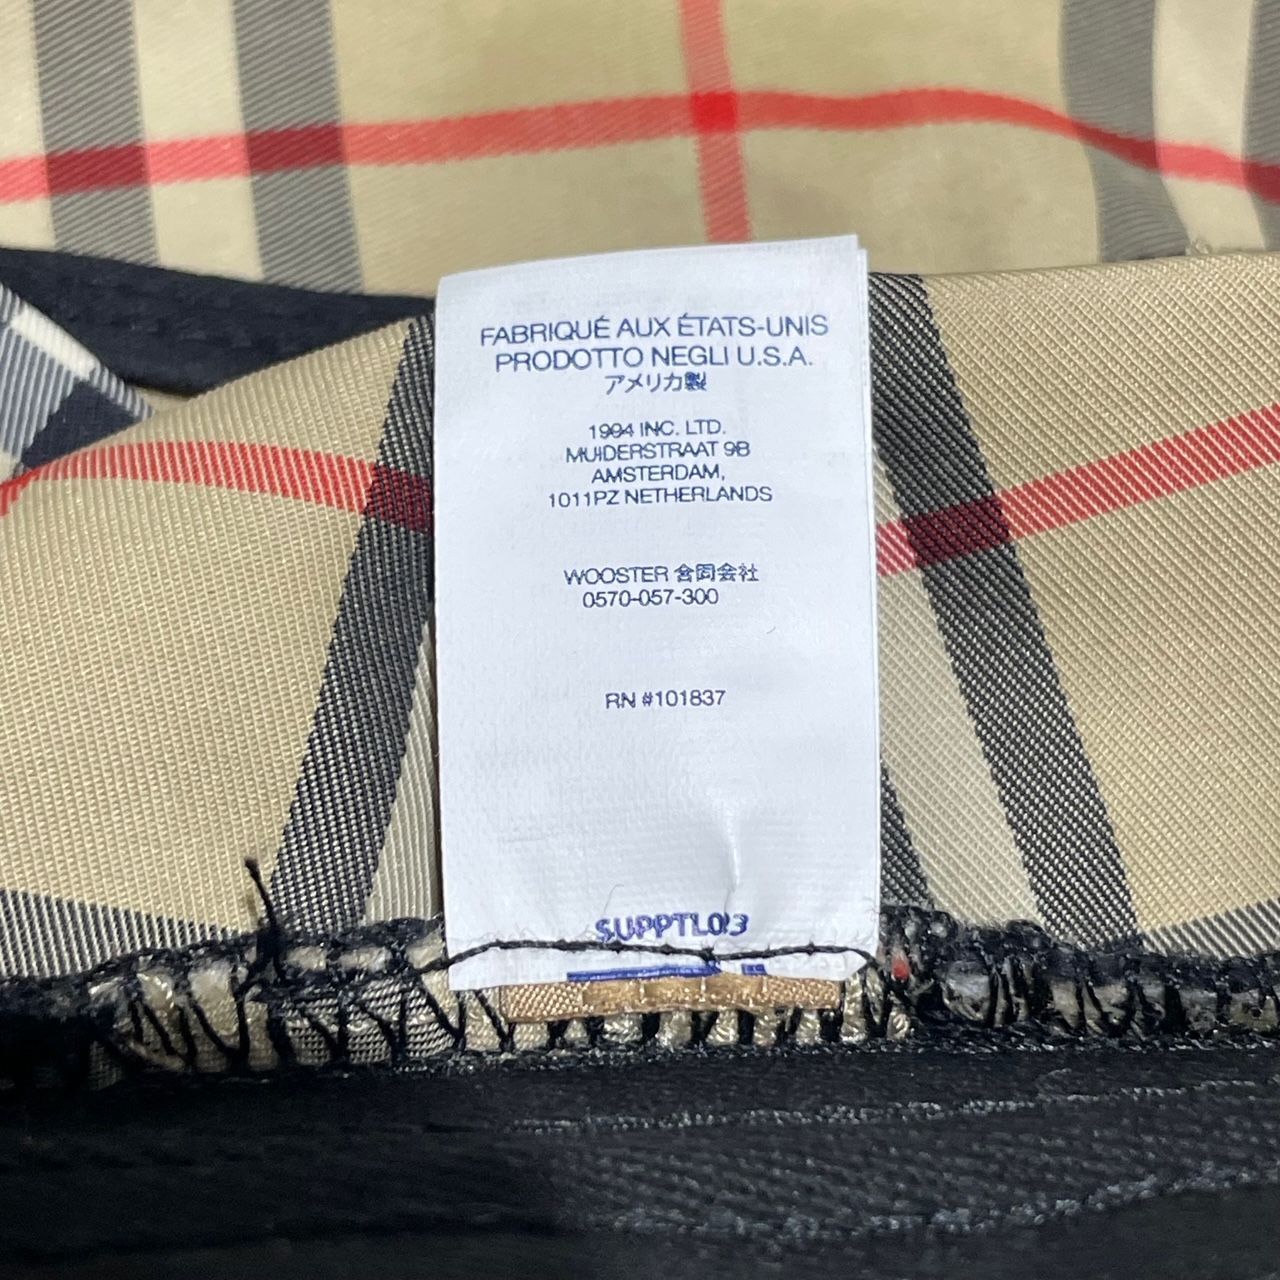 FABRIQUÉ AUX ÉTATS-UNIS
PRODOTTO NEGLI U.S.A.
アメリカ製
1994 INC. LTD.
MUIDERSTRAAT 9B
AMSTERDAM,
1011PZ NETHERLANDS
WOOSTER 合同会社
0570-057-300
RN #101837
SUPPTL03